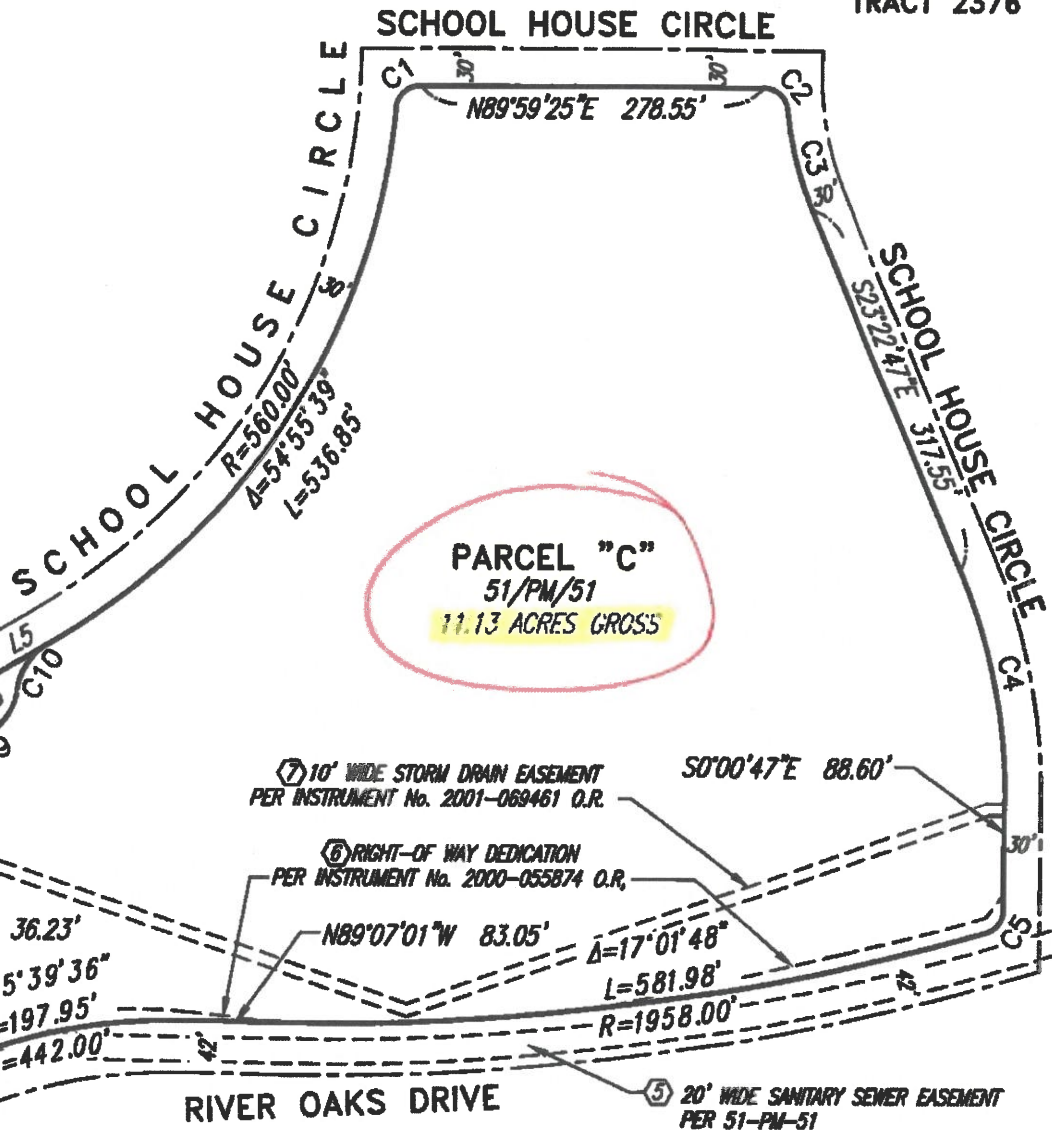 TRACT 2376
SCHOOL HOUSE CIRCLE
C1
30'
30'
C2
N89°59'25"E 278.55'
C3
30'
SCHOOL HOUSE CIRCLE
30'
R=560.00'
Δ=54°55'39"
L=536.85'
SCHOOL HOUSE CIRCLE
S23°22'47"E 317.55'
PARCEL "C"
51/PM/51
11.13 ACRES GROSS
L5
C10
9
C4
7 10' WIDE STORM DRAIN EASEMENT
PER INSTRUMENT No. 2001-069461 O.R.
S0°00'47"E 88.60'
6 RIGHT-OF WAY DEDICATION
PER INSTRUMENT No. 2000-055874 O.R,
30'
36.23'
N89°07'01"W 83.05'
C5
5°39'36"
=197.95'
=442.00'
Δ=17°01'48"
L=581.98'
R=1958.00'
42'
42'
RIVER OAKS DRIVE
5 20' WIDE SANITARY SEWER EASEMENT
PER 51-PM-51